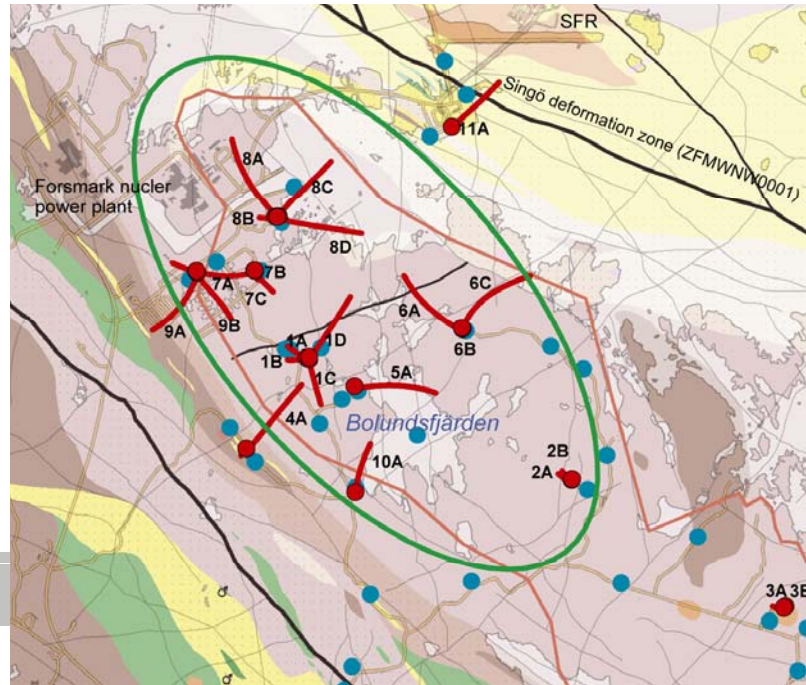 SFR
Singö deformation zone (ZFMWNW0001)
11A
8A
8C
Forsmark nucler
power plant
8B
8D
7A
7B
7C
6C
6A
9A
9B
1A
1D
6B
1B
1C
5A
4A
Bolundsfjärden
10A
2B
2A
3A 3B